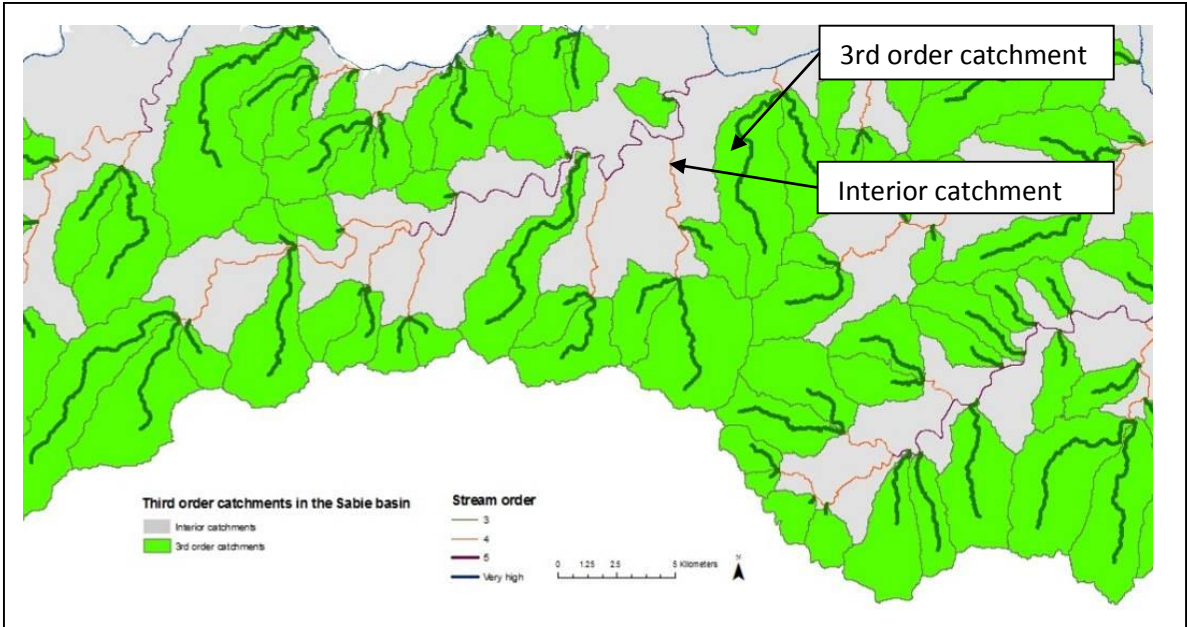 3rd order catchment
Interior catchment
Third order catchments in the Sabie basin
Interior catchments
3rd order catchments
Stream order
3
4
5
Very high
0 1.25 2.5 5 Kilometers
N